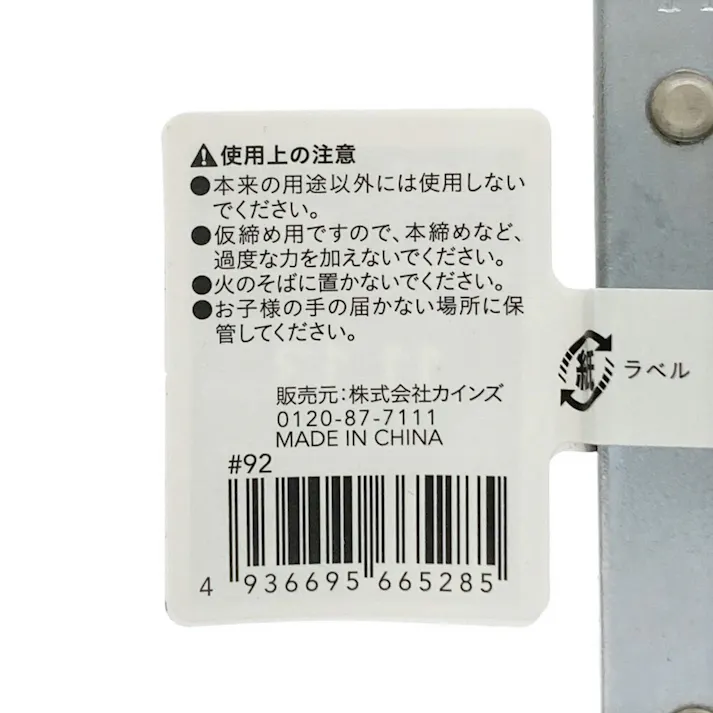 ⚠使用上の注意
●本来の用途以外には使用しない
でください。
●仮締め用ですので、本締めなど、
過度な力を加えないでください。
●火のそばに置かないでください。
●お子様の手の届かない場所に保
管してください。
販売元:株式会社カインズ
0120-87-7111
MADE IN CHINA
#92
4 936695 665285
紙 ラベル